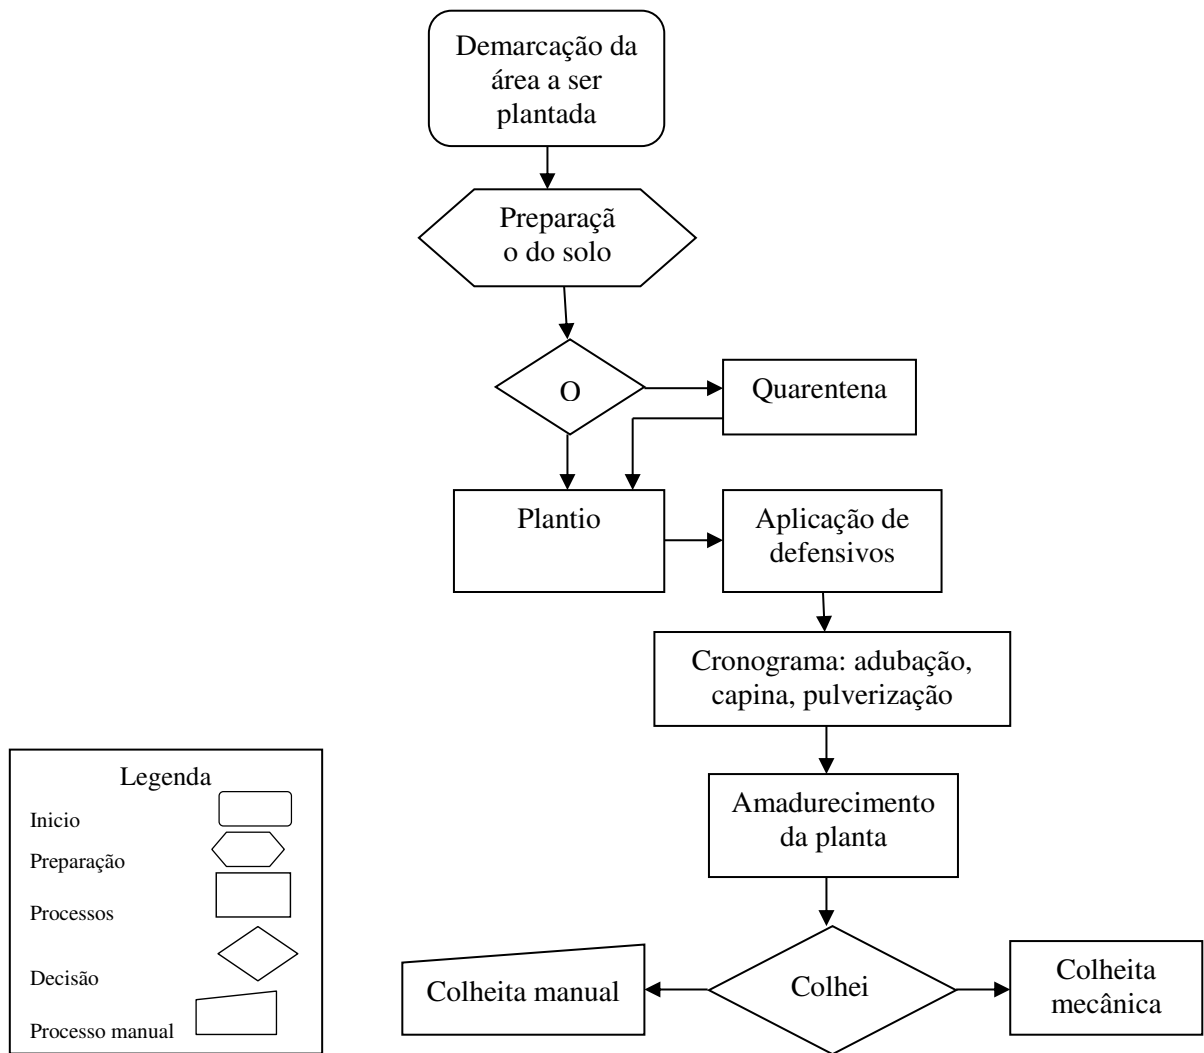 Demarcação da
área a ser
plantada
Preparaçã
o do solo
O
Quarentena
Plantio
Aplicação de
defensivos
Cronograma: adubação,
capina, pulverização
Amadurecimento
da planta
Colheita manual
Colhei
Colheita
mecânica
Legenda
Inicio
Preparação
Processos
Decisão
Processo manual